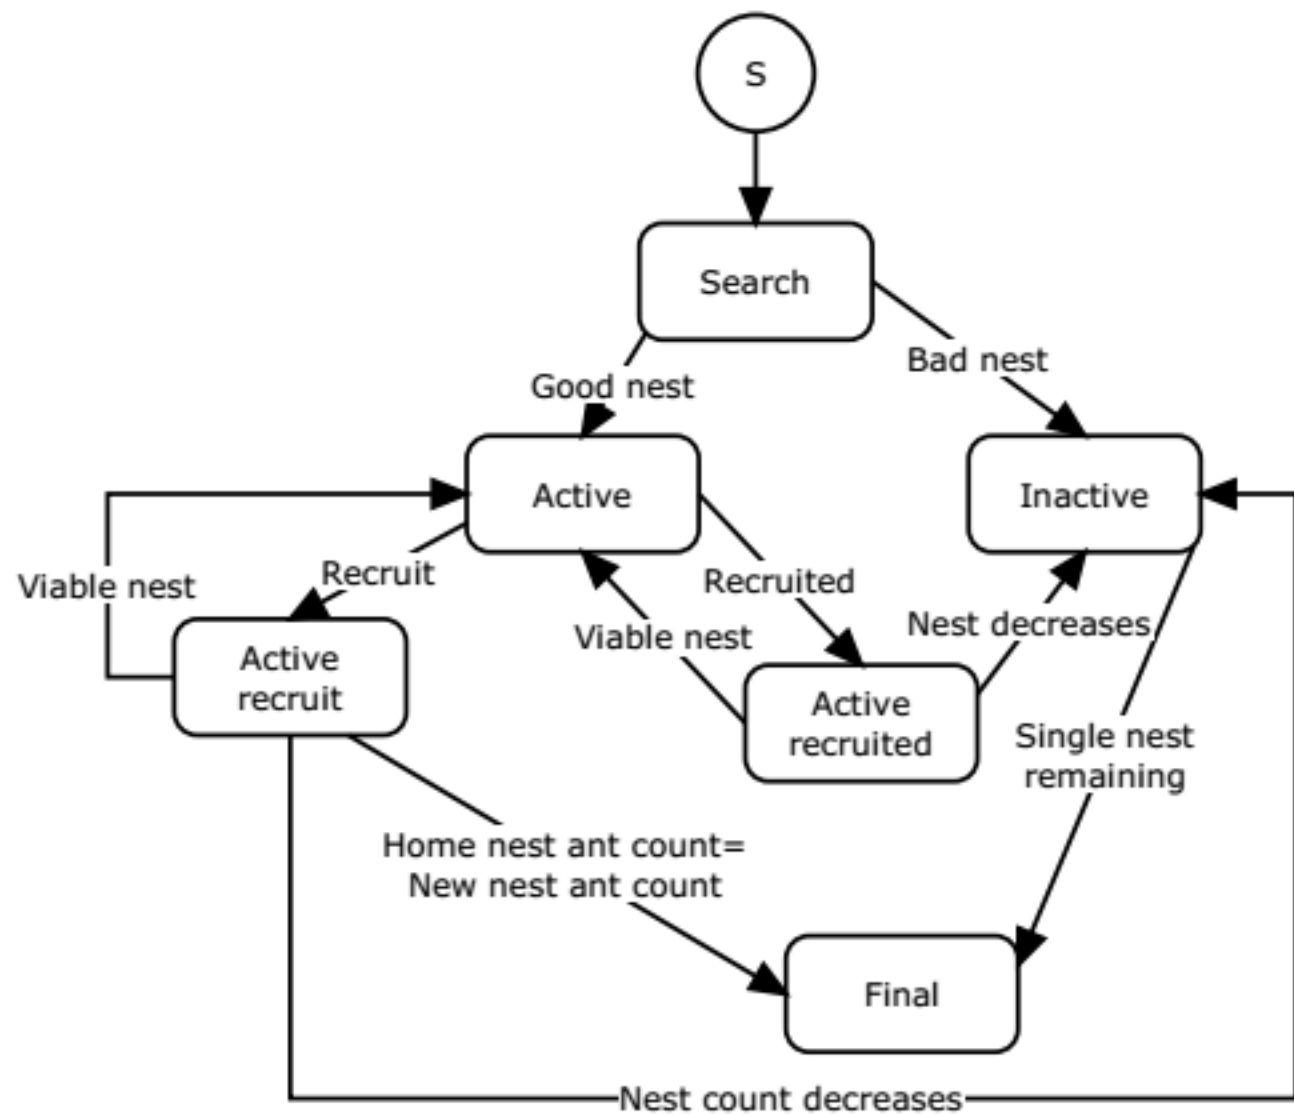 S
Search
Bad nest
Good nest
Active
Inactive
Viable nest
Recruit
Recruited
Nest decreases
Viable nest
Active
recruit
Active
recruited
Single nest
remaining
Home nest ant count=
New nest ant count
Final
Nest count decreases